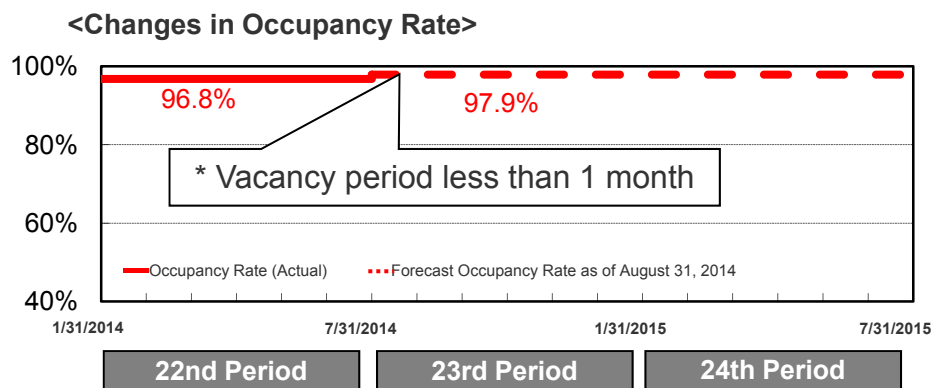 <Changes in Occupancy Rate>
100%
96.8%
97.9%
80%
* Vacancy period less than 1 month
60%
Occupancy Rate (Actual)
Forecast Occupancy Rate as of August 31, 2014
40%
1/31/2014
7/31/2014
1/31/2015
7/31/2015
22nd Period
23rd Period
24th Period